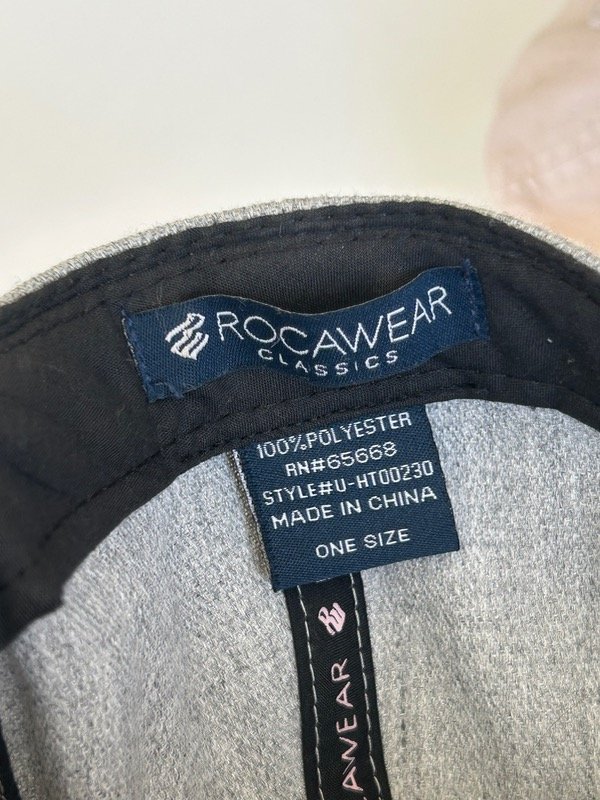 ROCAWEAR
CLASSICS
100%POLYESTER
RN#65668
STYLE#U-HT00230
MADE IN CHINA
ONE SIZE
AWEAR